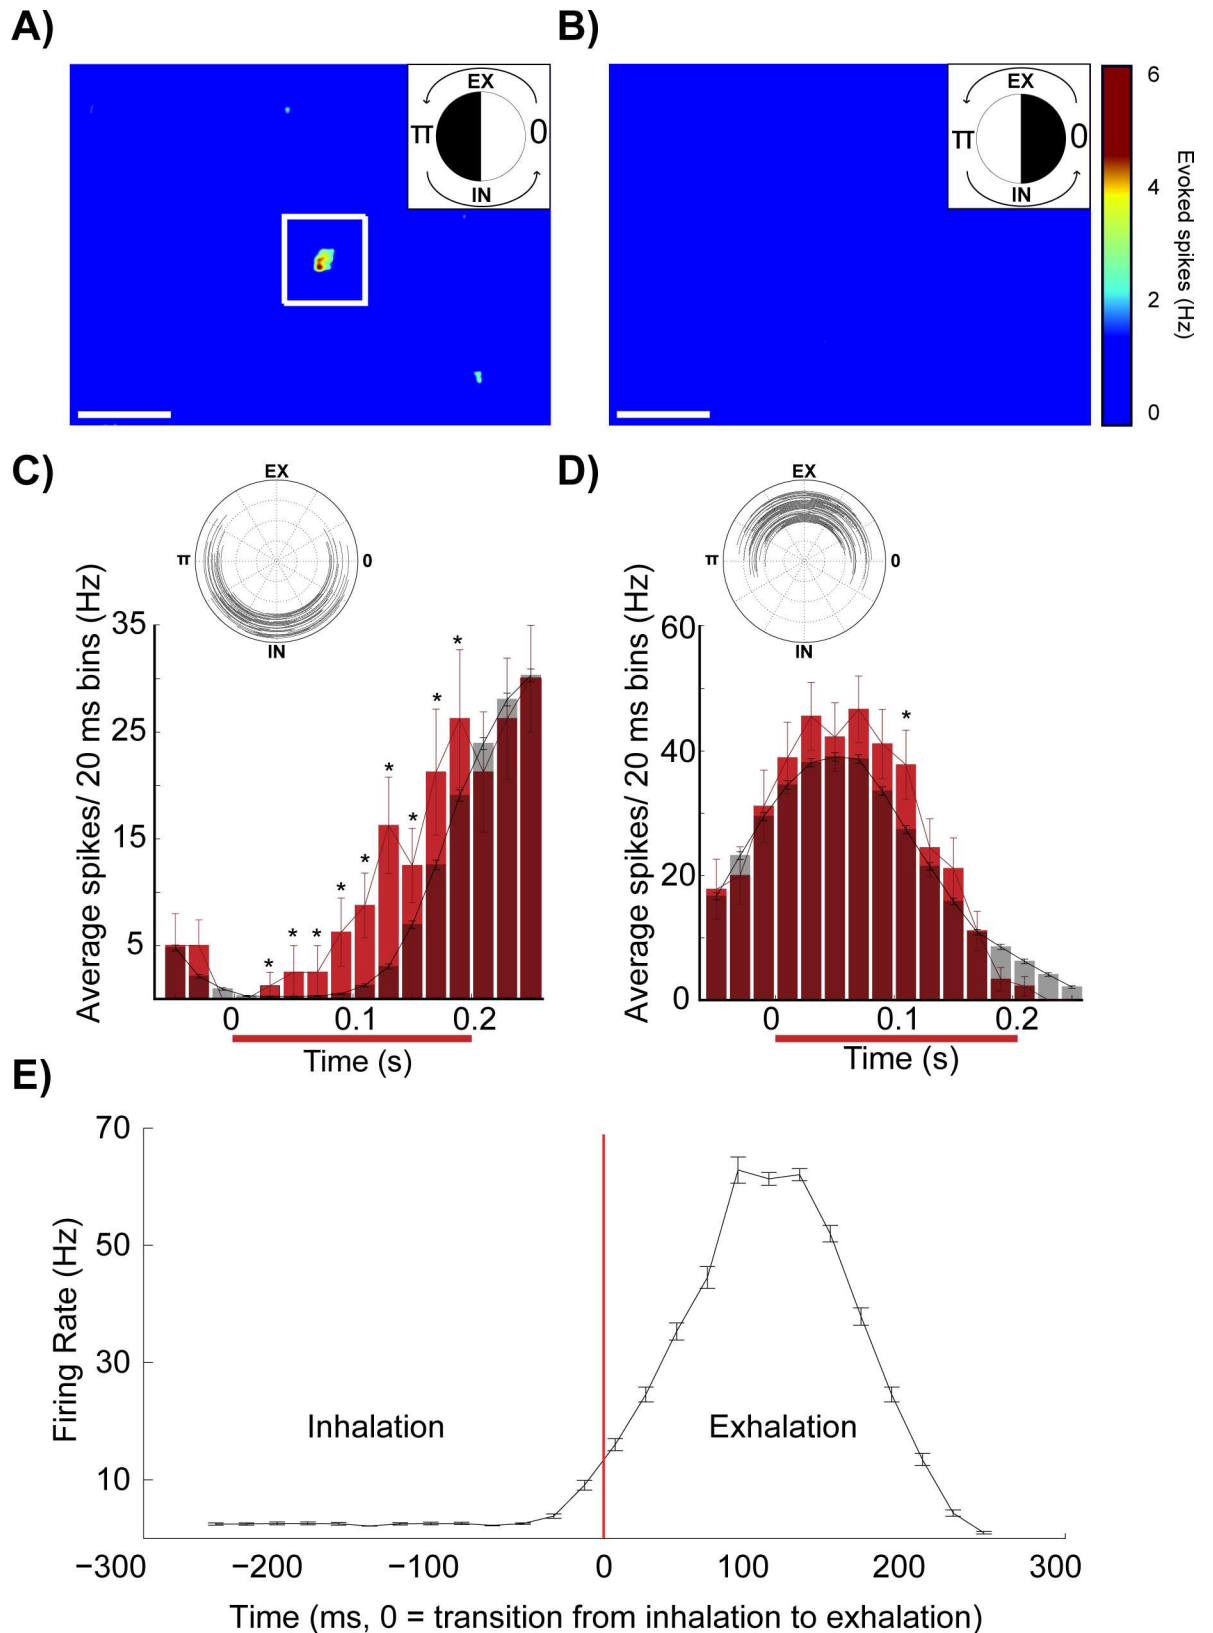 A)
B)
EX
π
0
IN
EX
π
0
IN
6
4
2
0
Evoked spikes (Hz)
C)
D)
EX
π
0
IN
EX
π
0
IN
Average spikes/ 20 ms bins (Hz)
35
25
15
5
* * * * * * * *
0
0.1
0.2
Time (s)
Average spikes/ 20 ms bins (Hz)
60
40
20
0
*
0
0.1
0.2
Time (s)
E)
Firing Rate (Hz)
70
50
30
10
Inhalation
Exhalation
−300
−200
−100
0
100
200
300
Time (ms, 0 = transition from inhalation to exhalation)